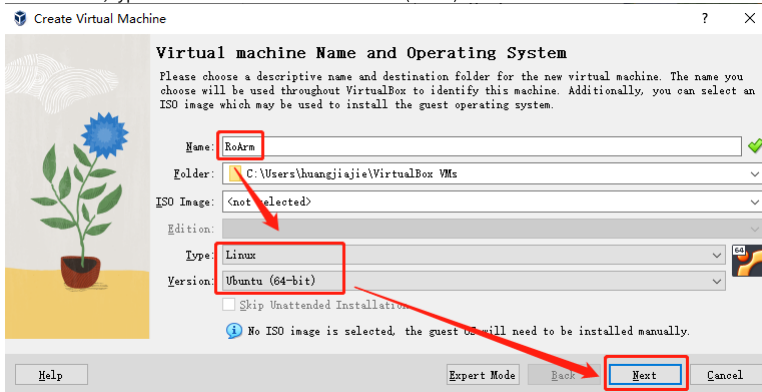 Create Virtual Machine
?
Virtual machine Name and Operating System
Please choose a descriptive name and destination folder for the new virtual machine. The name you
choose will be used throughout VirtualBox to identify this machine. Additionally, you can select an
ISO image which may be used to install the guest operating system.
Name: RoArm
Folder: C:\Users\huangjiajie\VirtualBox VMs
ISO Image: <not selected>
Edition:
Type: Linux
64
Version: Ubuntu (64-bit)
Skip Unattended Installation
No ISO image is selected, the guest OS will need to be installed manually.
Help
Expert Mode
Back
Next
Cancel